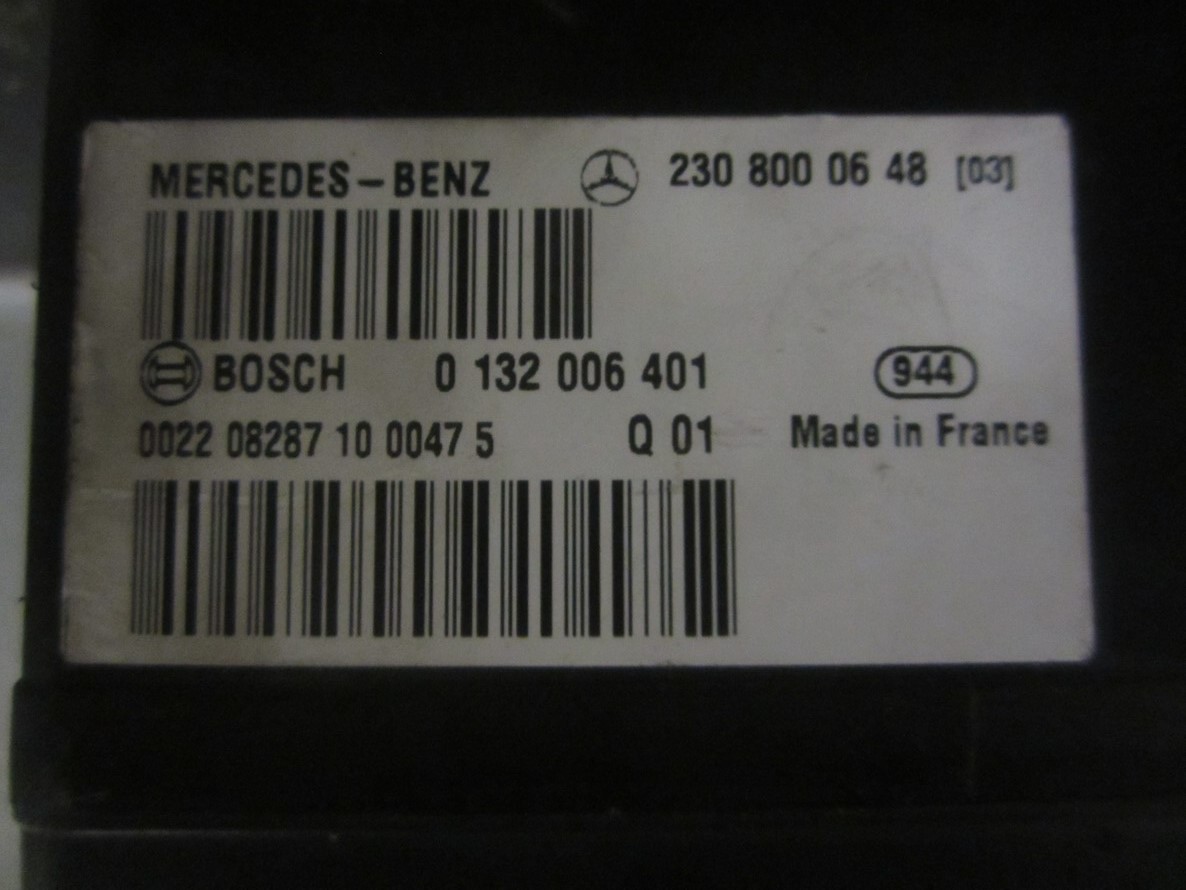 MERCEDES-BENZ 230 800 06 48 [03]
BOSCH 0 132 006 401 944
0022 08287 10 0047 5 Q 01 Made in France